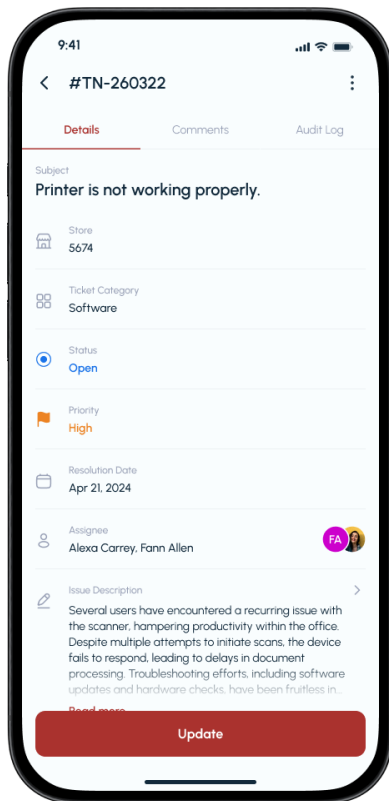 9:41
#TN-260322
Details Comments Audit Log
Subject
Printer is not working properly.
Store
5674
Ticket Category
Software
Status
Open
Priority
High
Resolution Date
Apr 21, 2024
Assignee
Alexa Carrey, Fann Allen
FA
Issue Description
Several users have encountered a recurring issue with
the scanner, hampering productivity within the office.
Despite multiple attempts to initiate scans, the device
fails to respond, leading to delays in document
processing. Troubleshooting efforts, including software
updates and hardware checks, have been fruitless in...
Read more
Update